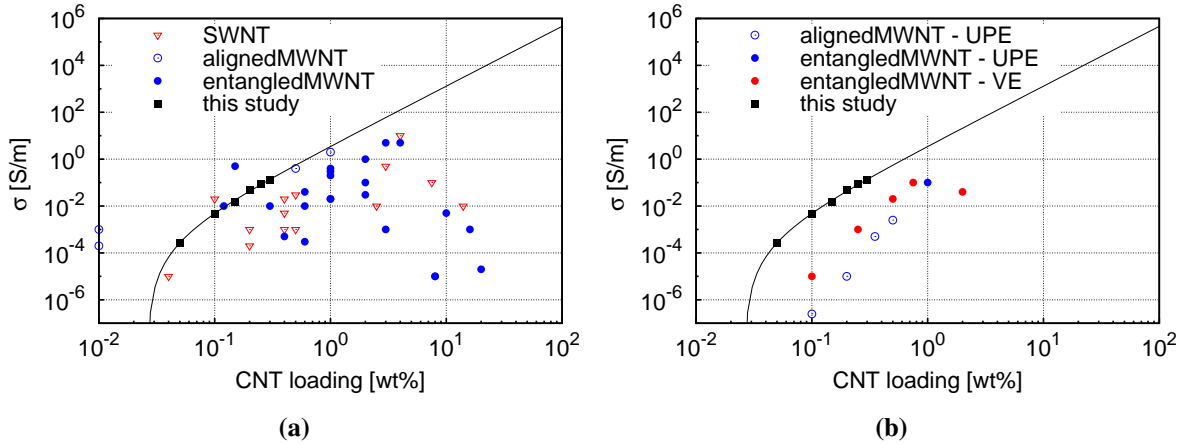 10^6
10^4
10^2
10^0
10^-2
10^-4
10^-6
σ [S/m]
SWNT
alignedMWNT
entangledMWNT
this study
10^-2 10^-1 10^0 10^1 10^2
CNT loading [wt%]
(a)
10^6
10^4
10^2
10^0
10^-2
10^-4
10^-6
σ [S/m]
alignedMWNT - UPE
entangledMWNT - UPE
entangledMWNT - VE
this study
10^-2 10^-1 10^0 10^1 10^2
CNT loading [wt%]
(b)